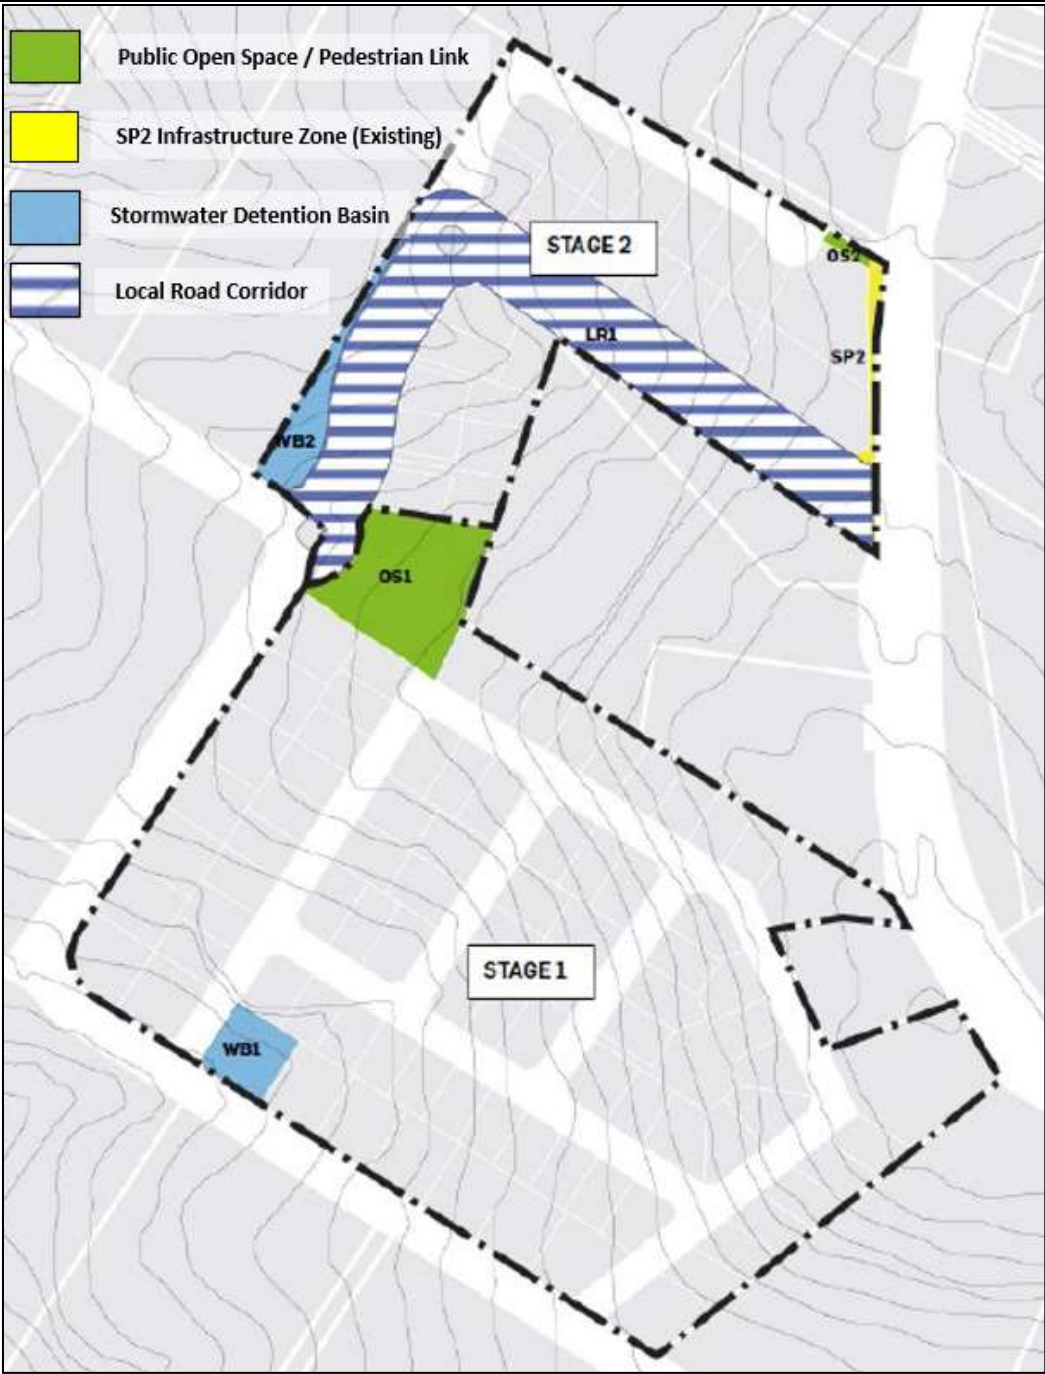 Public Open Space / Pedestrian Link
SP2 Infrastructure Zone (Existing)
Stormwater Detention Basin
Local Road Corridor
STAGE 2
OS2
LR1
SP2
WB2
OS1
STAGE 1
WB1